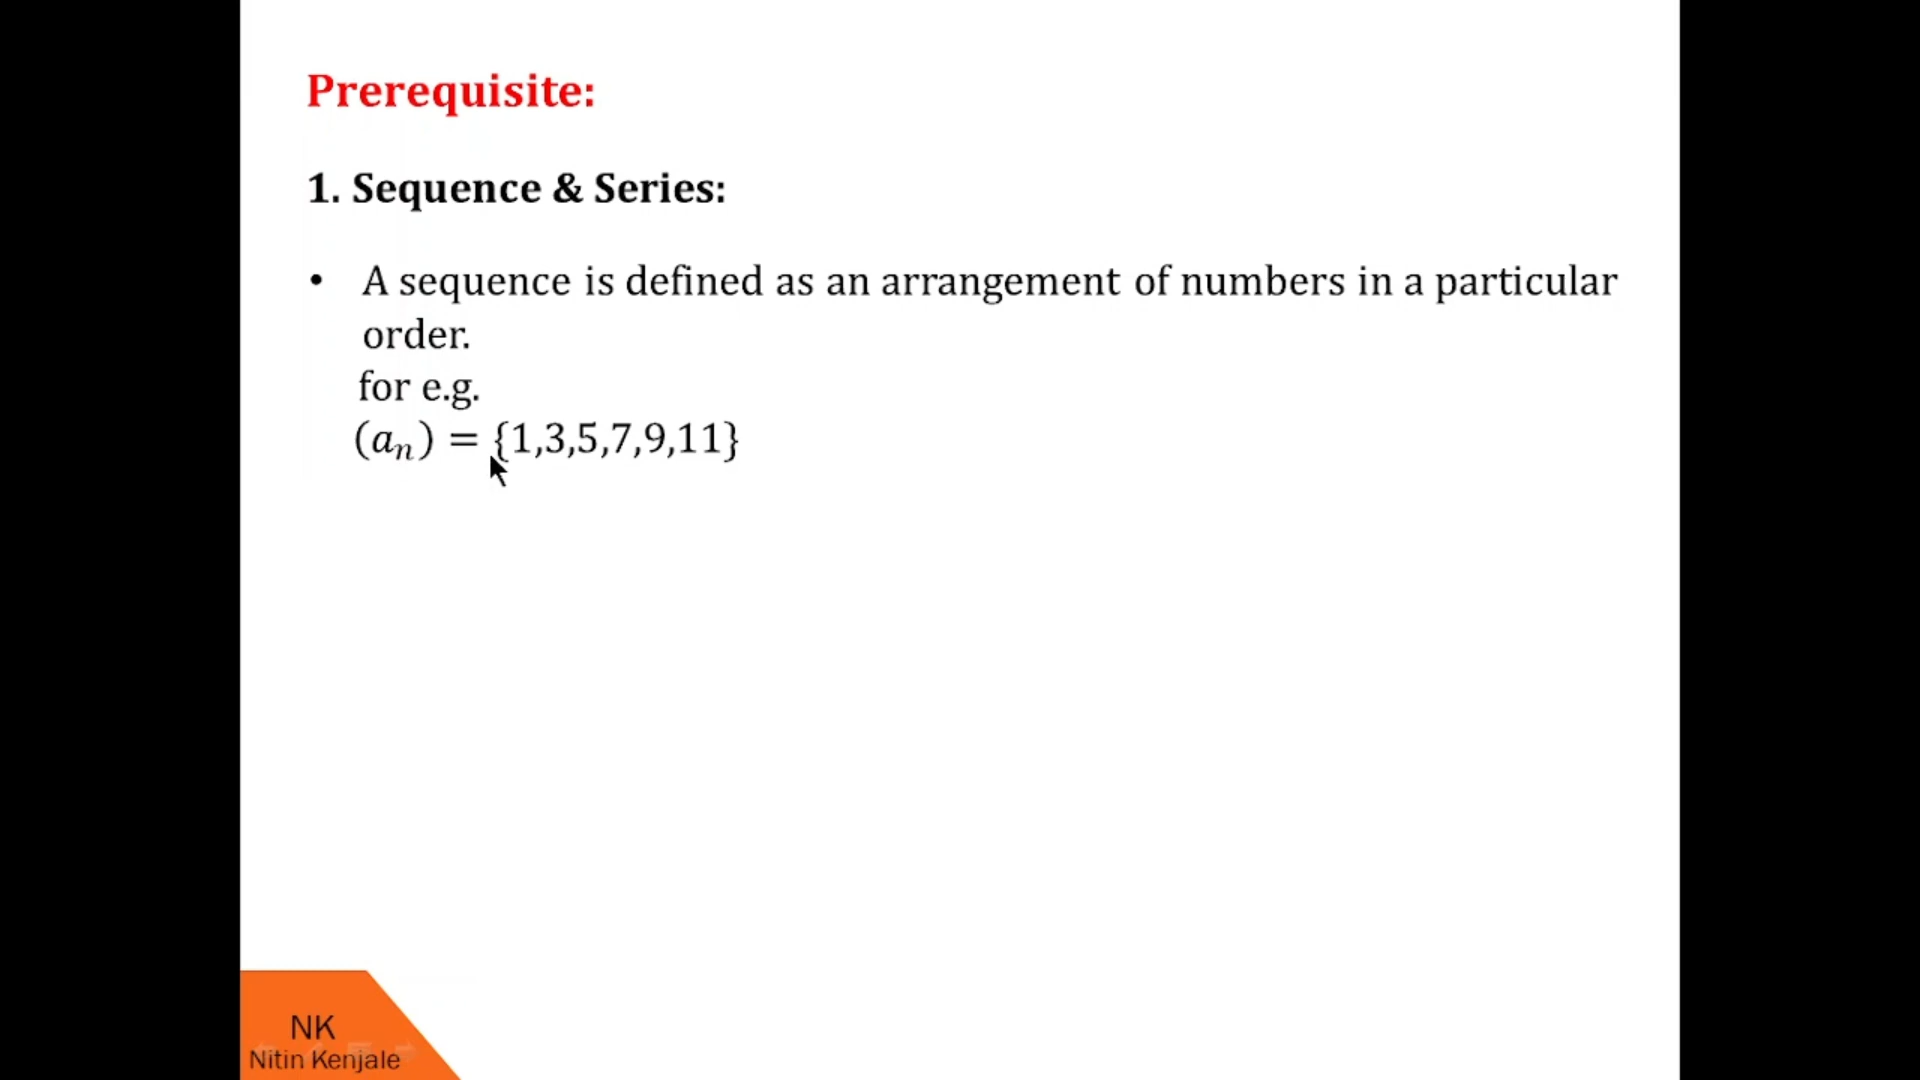 Prerequisite:
1. Sequence & Series:
• A sequence is defined as an arrangement of numbers in a particular
order.
for e.g.
(aₙ) = {1,3,5,7,9,11}
NK
Nitin Kenjale